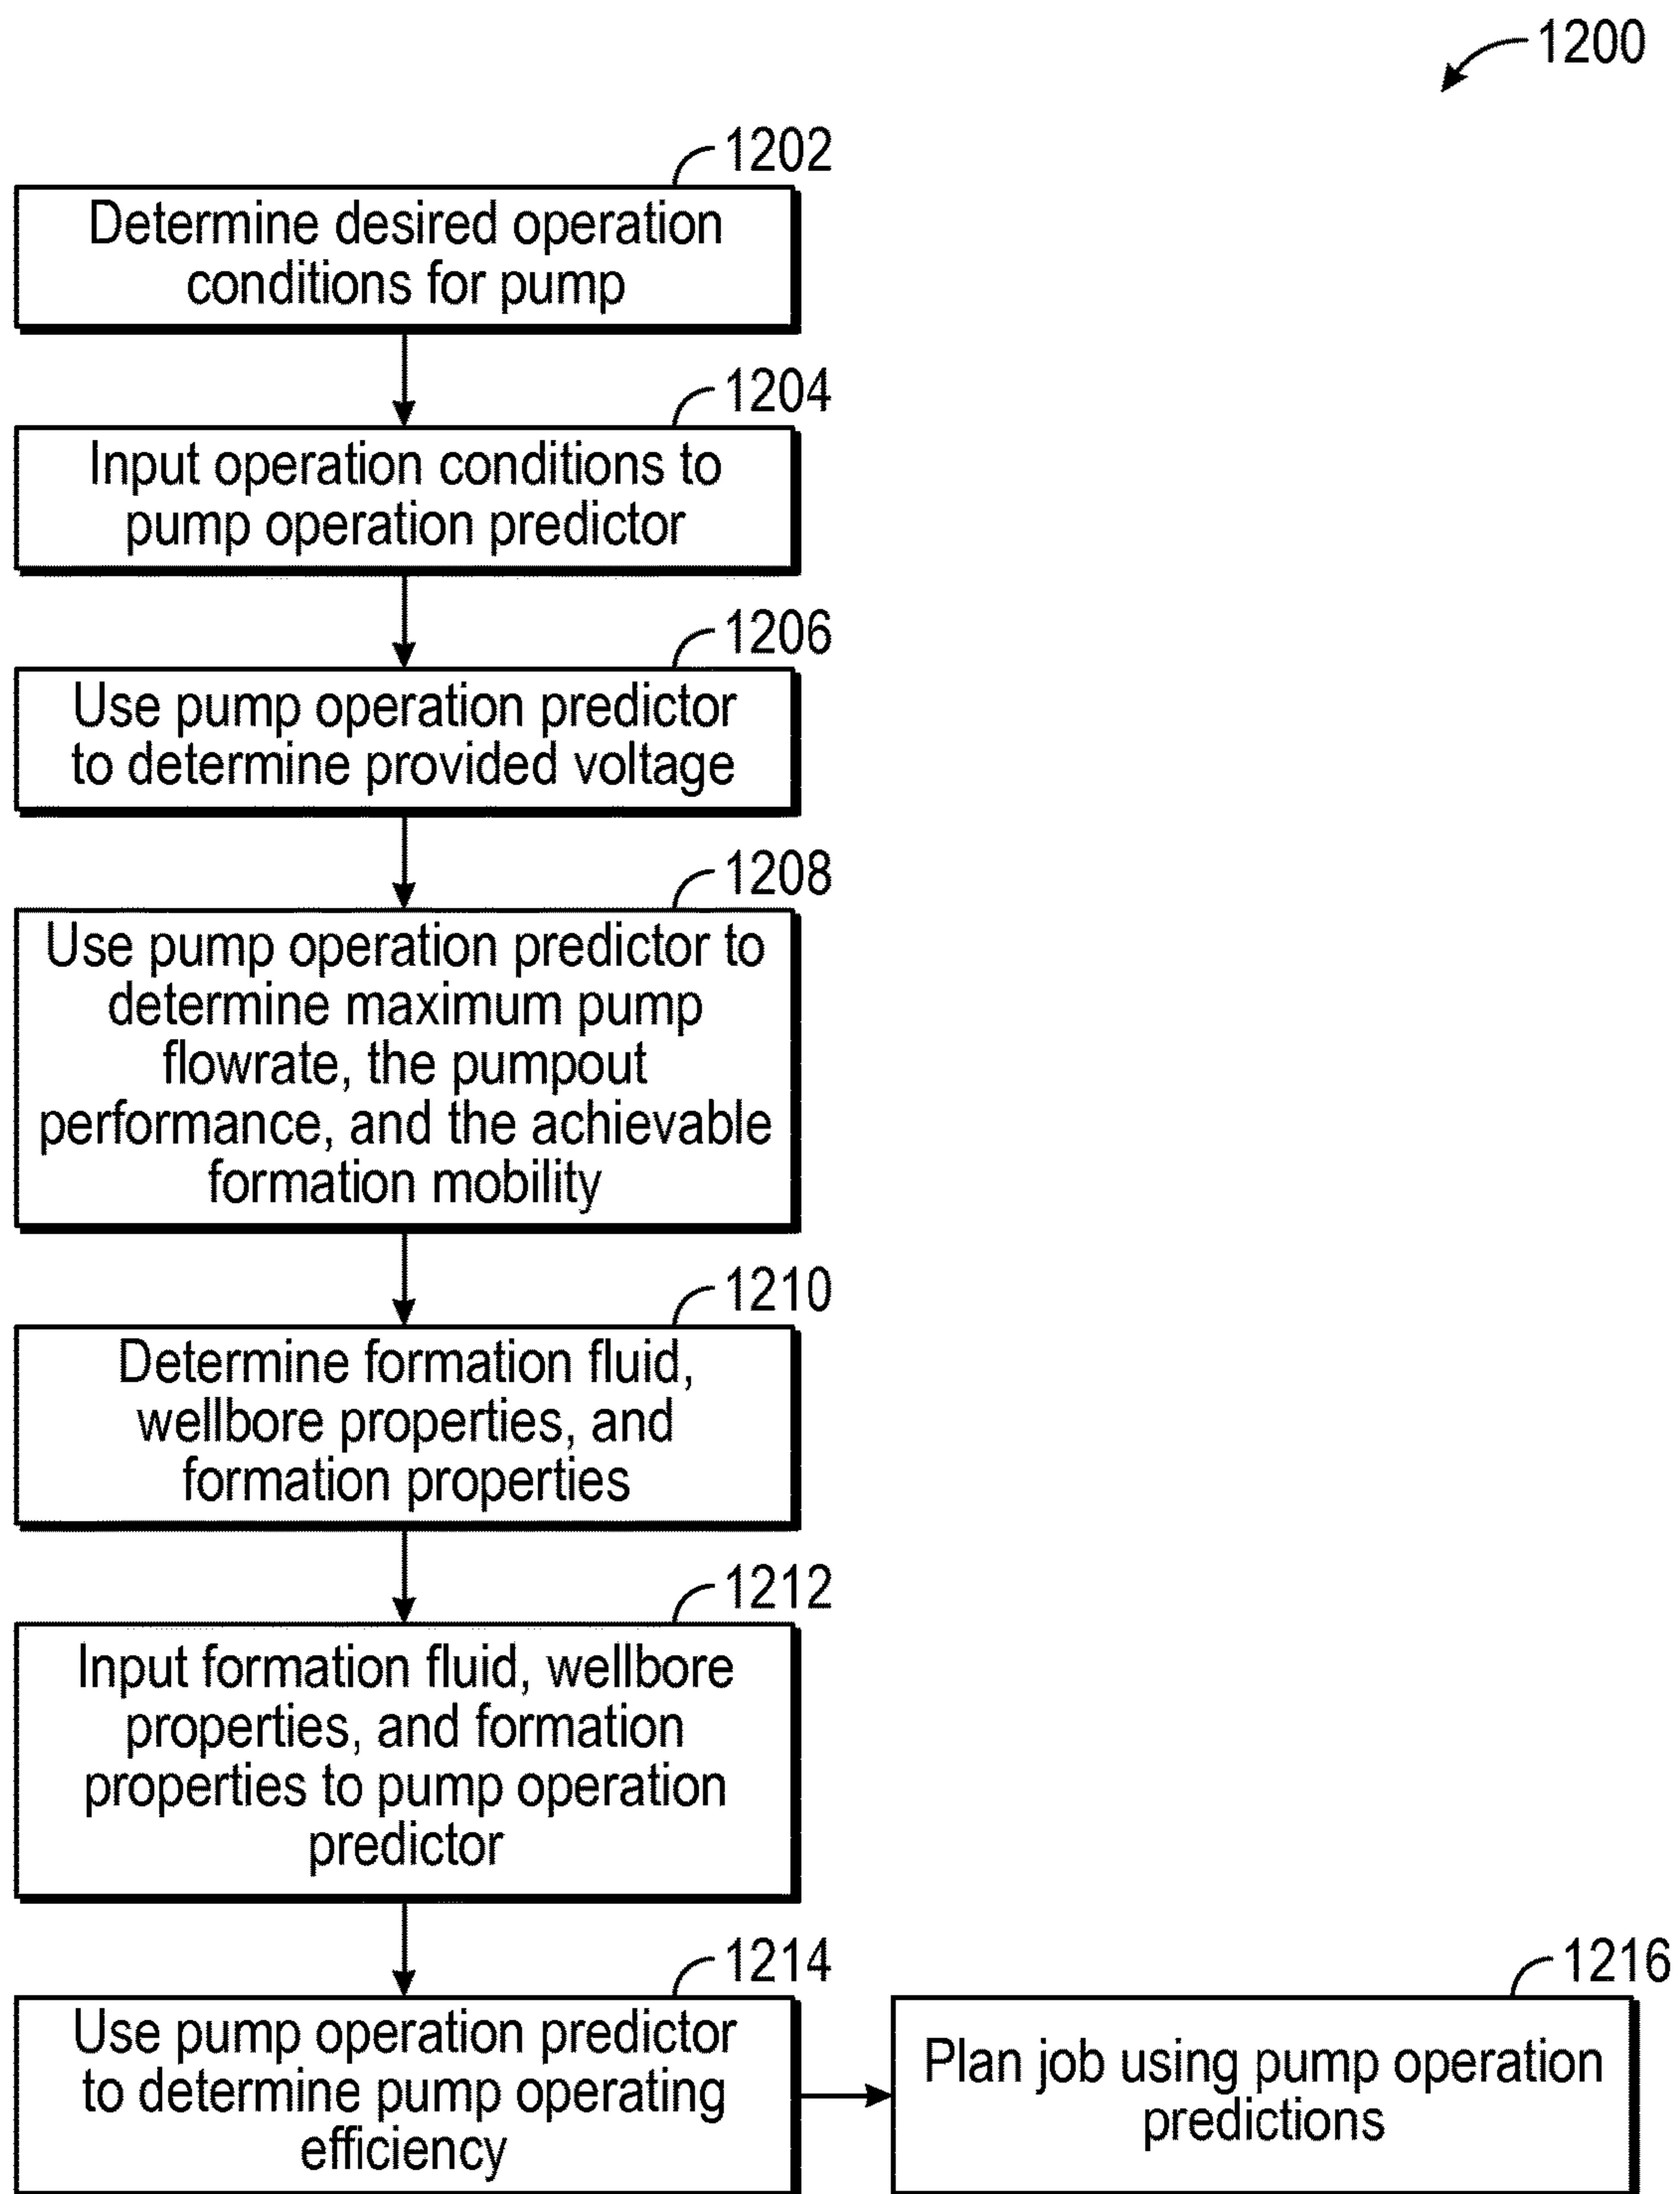 1200
1202
Determine desired operation
conditions for pump
1204
Input operation conditions to
pump operation predictor
1206
Use pump operation predictor
to determine provided voltage
1208
Use pump operation predictor to
determine maximum pump
flowrate, the pumpout
performance, and the achievable
formation mobility
1210
Determine formation fluid,
wellbore properties, and
formation properties
1212
Input formation fluid, wellbore
properties, and formation
properties to pump operation
predictor
1214
Use pump operation predictor
to determine pump operating
efficiency
1216
Plan job using pump operation
predictions